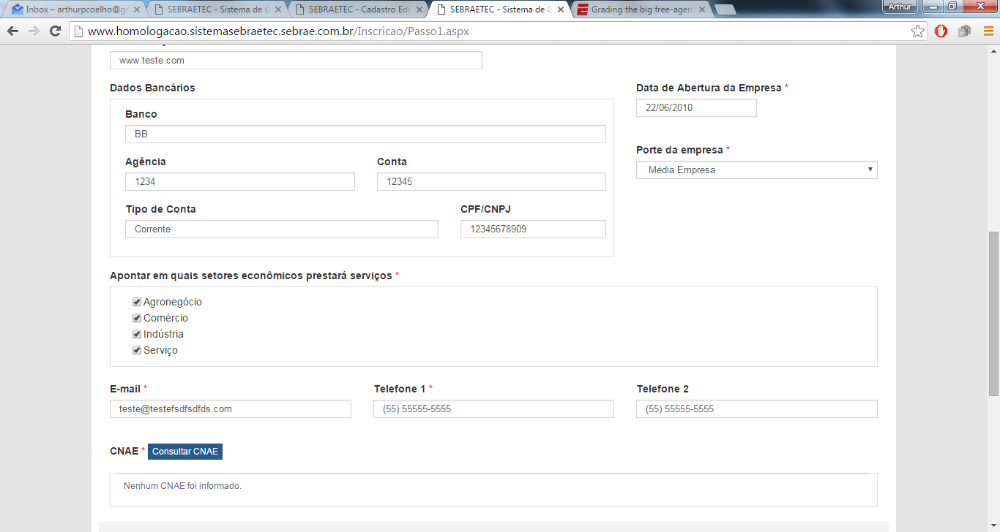 Inbox – arthurpcoelho@g
SEBRAETEC - Sistema de G
SEBRAETEC - Cadastro Edi
SEBRAETEC - Sistema de G
Grading the big free-agen
Arthur
www.homologacao.sistemasebraetec.sebrae.com.br/Inscricao/Passo1.aspx
www.teste.com
Dados Bancários
Data de Abertura da Empresa *
Banco
22/06/2010
BB
Porte da empresa *
Agência Conta
Média Empresa
1234 12345
Tipo de Conta CPF/CNPJ
Corrente 12345678909
Apontar em quais setores econômicos prestará serviços *
Agronegócio
Comércio
Indústria
Serviço
E-mail * Telefone 1 * Telefone 2
teste@testefsdfsdfds.com (55) 55555-5555 (55) 55555-5555
CNAE * Consultar CNAE
Nenhum CNAE foi informado.